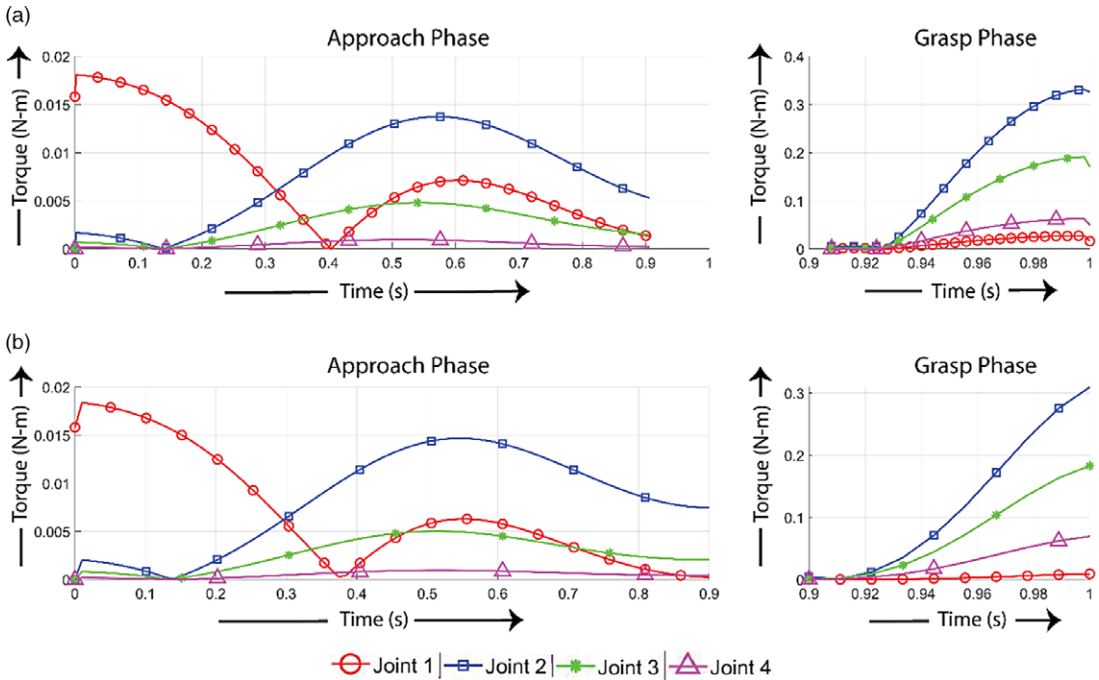 (a)
Approach Phase
Grasp Phase
Torque (N-m)
0.02
0.015
0.01
0.005
0
0 0.1 0.2 0.3 0.4 0.5 0.6 0.7 0.8 0.9 1
Time (s)
Torque (N-m)
0.4
0.3
0.2
0.1
0
0.9 0.92 0.94 0.96 0.98 1
Time (s)
(b)
Approach Phase
Grasp Phase
Torque (N-m)
0.02
0.015
0.01
0.005
0
0 0.1 0.2 0.3 0.4 0.5 0.6 0.7 0.8 0.9
Time (s)
Torque (N-m)
0.3
0.2
0.1
0
0.9 0.92 0.94 0.96 0.98 1
Time (s)
Joint 1 Joint 2 Joint 3 Joint 4